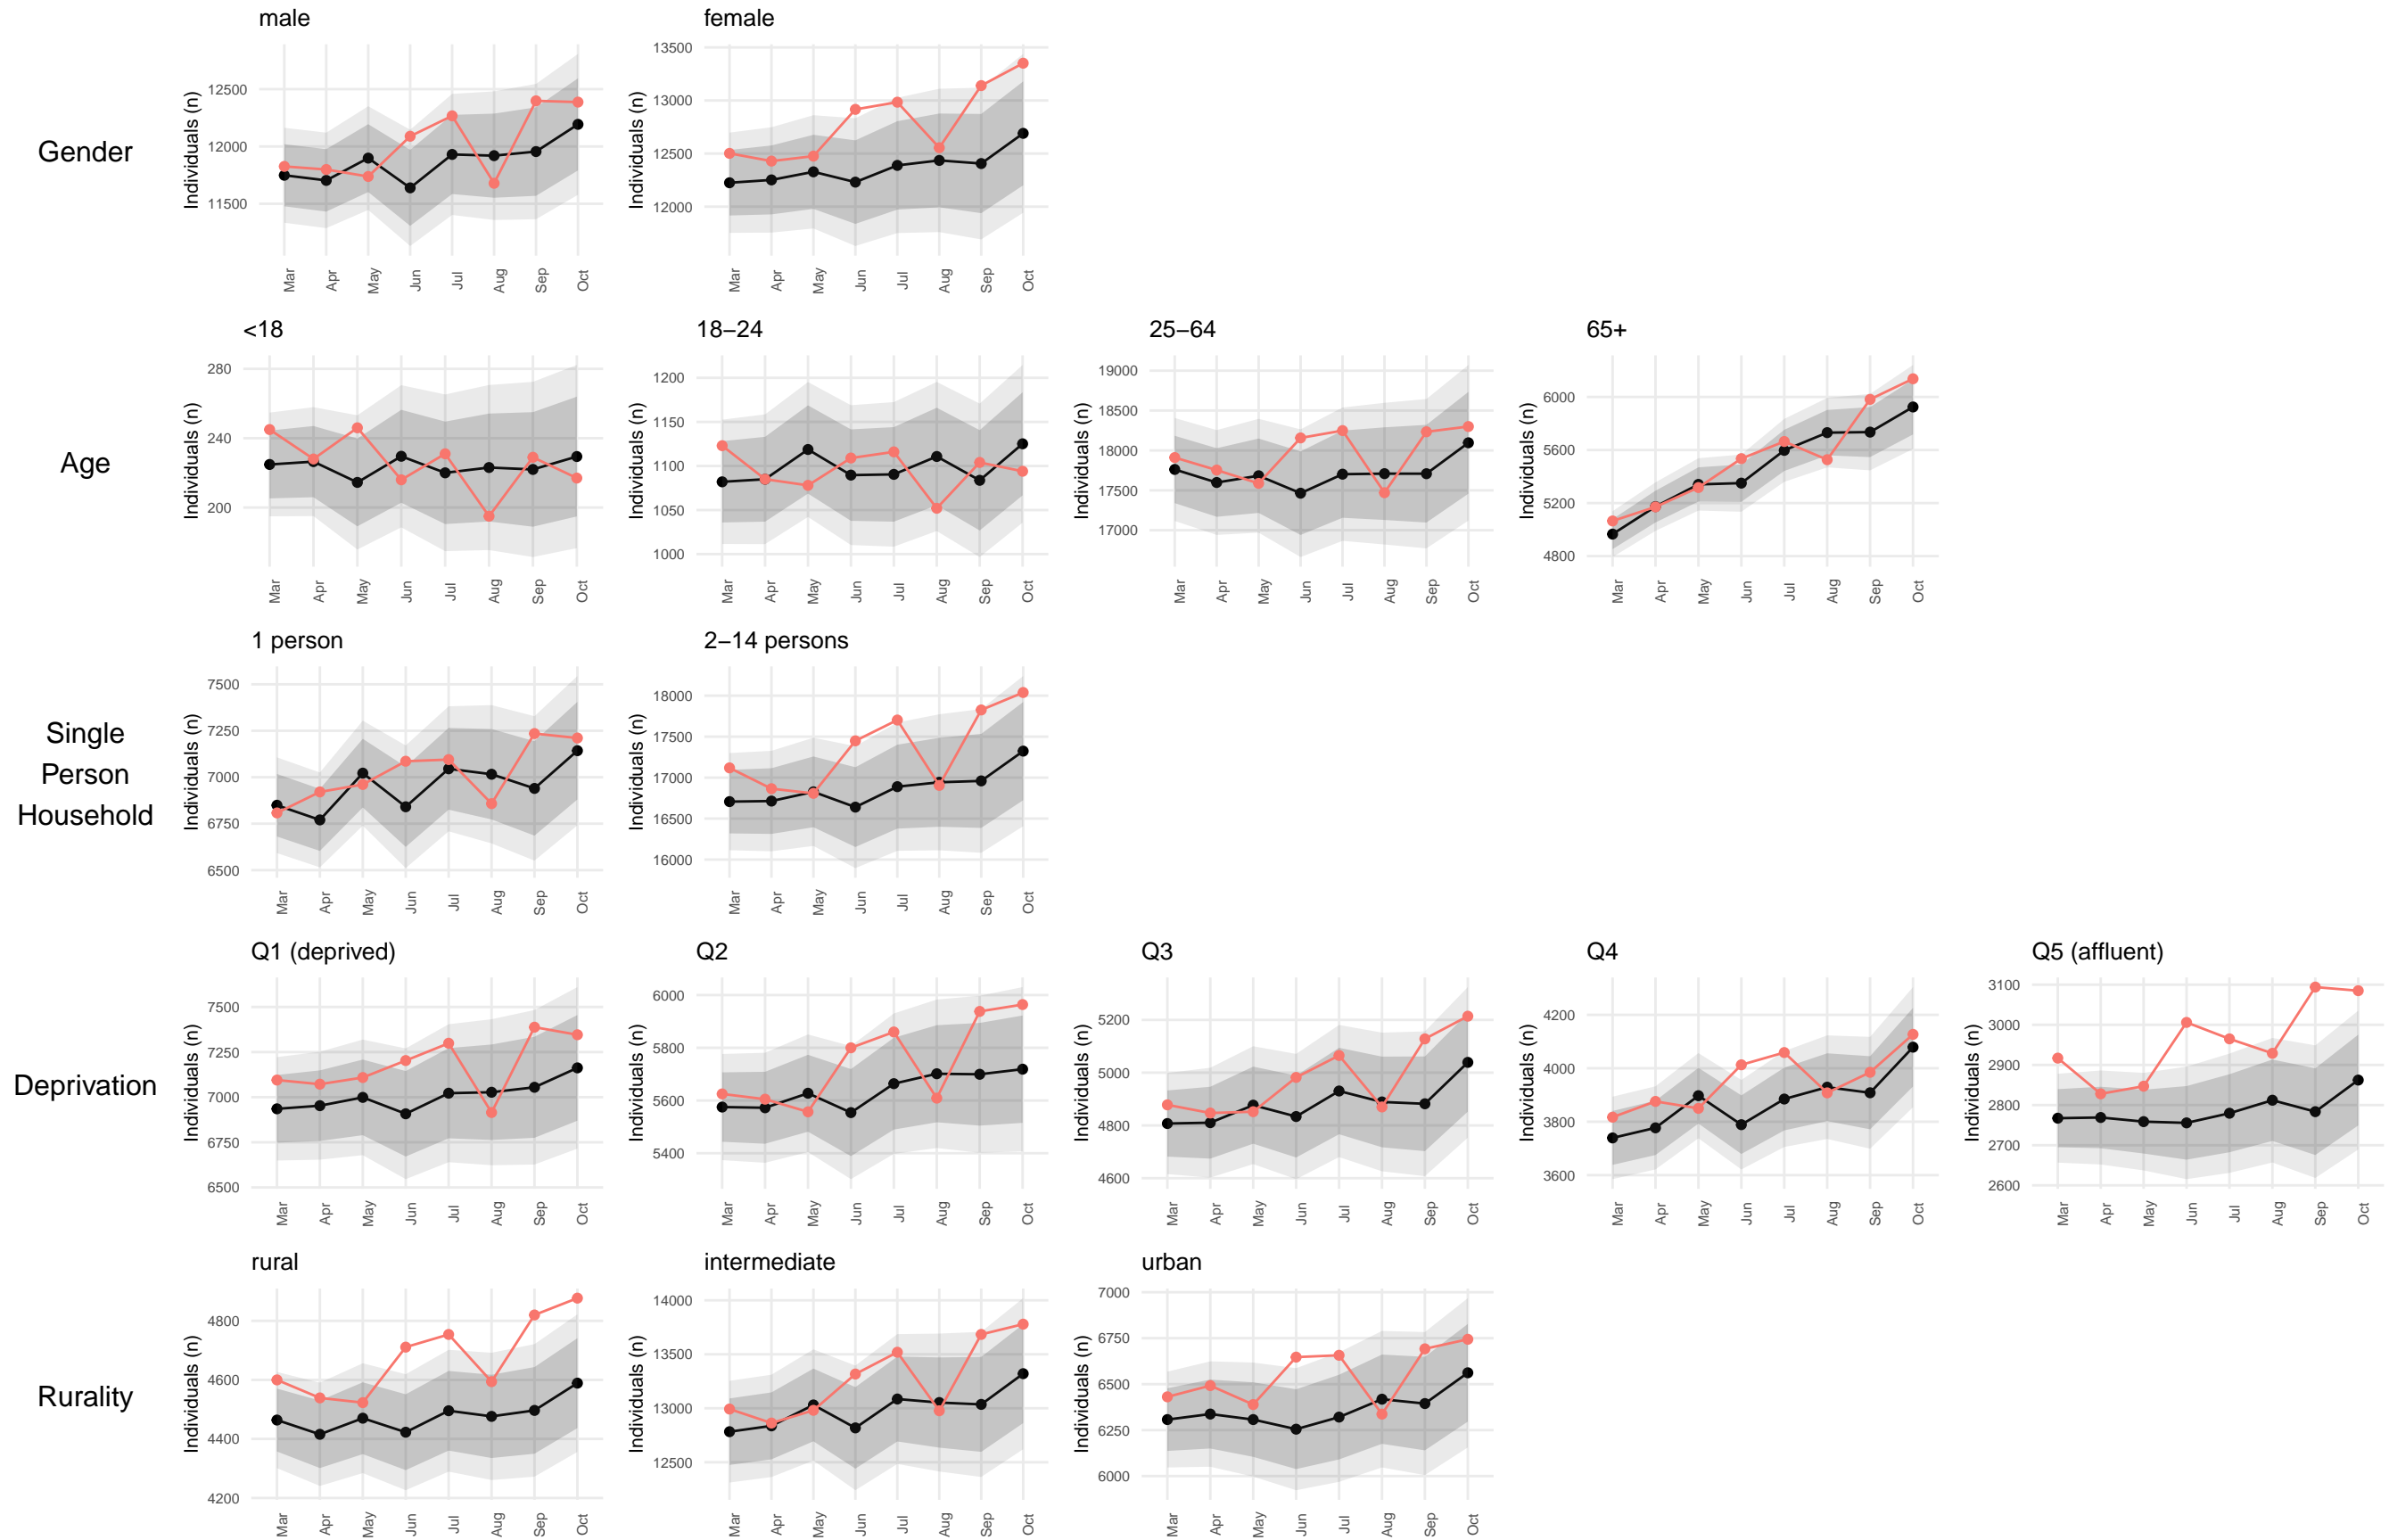 male
female
Gender
Individuals (n)
12500
12000
11500
Mar
Apr
May
Jun
Jul
Aug
Sep
Oct
Individuals (n)
13500
13000
12500
12000
Mar
Apr
May
Jun
Jul
Aug
Sep
Oct
<18
18−24
25−64
65+
Age
Individuals (n)
280
240
200
Mar
Apr
May
Jun
Jul
Aug
Sep
Oct
Individuals (n)
1200
1150
1100
1050
1000
Mar
Apr
May
Jun
Jul
Aug
Sep
Oct
Individuals (n)
19000
18500
18000
17500
17000
Mar
Apr
May
Jun
Jul
Aug
Sep
Oct
Individuals (n)
6000
5600
5200
4800
Mar
Apr
May
Jun
Jul
Aug
Sep
Oct
1 person
2−14 persons
Single
Person
Household
Individuals (n)
7500
7250
7000
6750
6500
Mar
Apr
May
Jun
Jul
Aug
Sep
Oct
Individuals (n)
18000
17500
17000
16500
16000
Mar
Apr
May
Jun
Jul
Aug
Sep
Oct
Q1 (deprived)
Q2
Q3
Q4
Q5 (affluent)
Deprivation
Individuals (n)
7500
7250
7000
6750
6500
Mar
Apr
May
Jun
Jul
Aug
Sep
Oct
Individuals (n)
6000
5800
5600
5400
Mar
Apr
May
Jun
Jul
Aug
Sep
Oct
Individuals (n)
5200
5000
4800
4600
Mar
Apr
May
Jun
Jul
Aug
Sep
Oct
Individuals (n)
4200
4000
3800
3600
Mar
Apr
May
Jun
Jul
Aug
Sep
Oct
Individuals (n)
3100
3000
2900
2800
2700
2600
Mar
Apr
May
Jun
Jul
Aug
Sep
Oct
rural
intermediate
urban
Rurality
Individuals (n)
4800
4600
4400
4200
Mar
Apr
May
Jun
Jul
Aug
Sep
Oct
Individuals (n)
14000
13500
13000
12500
Mar
Apr
May
Jun
Jul
Aug
Sep
Oct
Individuals (n)
7000
6750
6500
6250
6000
Mar
Apr
May
Jun
Jul
Aug
Sep
Oct